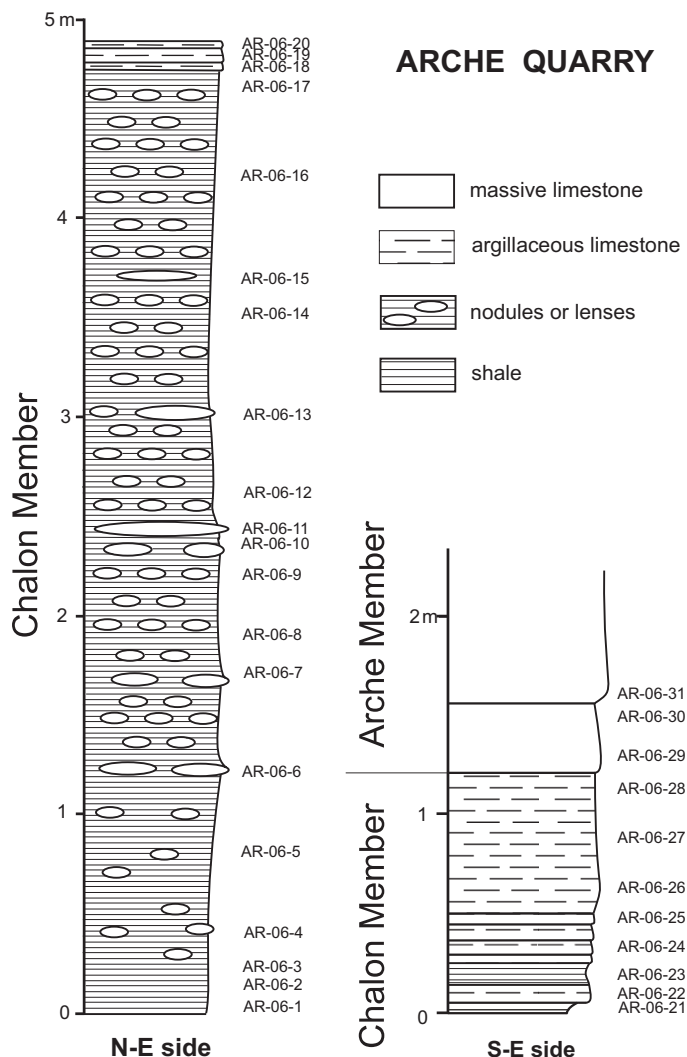 ARCHE QUARRY
massive limestone
argillaceous limestone
nodules or lenses
shale
5 m
4
3
2
1
0
Chalon Member
AR-06-20
AR-06-19
AR-06-18
AR-06-17
AR-06-16
AR-06-15
AR-06-14
AR-06-13
AR-06-12
AR-06-11
AR-06-10
AR-06-9
AR-06-8
AR-06-7
AR-06-6
AR-06-5
AR-06-4
AR-06-3
AR-06-2
AR-06-1
N-E side
Arche Member
Chalon Member
2 m
1
0
AR-06-31
AR-06-30
AR-06-29
AR-06-28
AR-06-27
AR-06-26
AR-06-25
AR-06-24
AR-06-23
AR-06-22
AR-06-21
S-E side